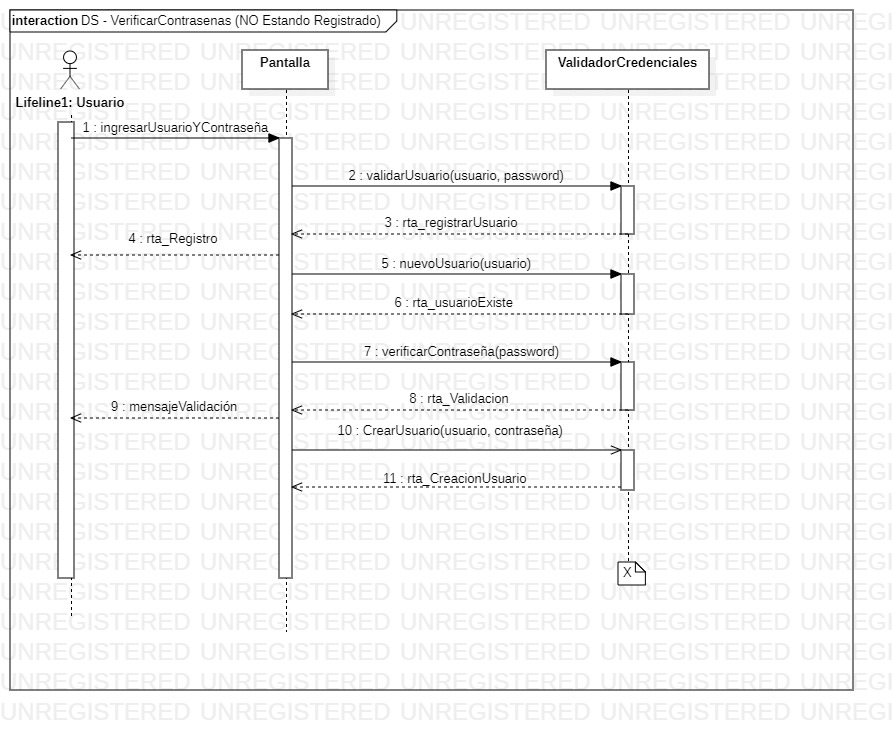 interaction DS - VerificarContrasenas (NO Estando Registrado)
Pantalla
ValidadorCredenciales
Lifeline1: Usuario
1 : ingresarUsuarioYContraseña
2 : validarUsuario(usuario, password)
3 : rta_registrarUsuario
4 : rta_Registro
5 : nuevoUsuario(usuario)
6 : rta_usuarioExiste
7 : verificarContraseña(password)
8 : rta_Validacion
9 : mensajeValidación
10 : CrearUsuario(usuario, contraseña)
11 : rta_CreacionUsuario
X
UNREGISTERED